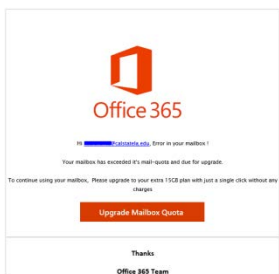 Office 365
Hi @calstatela.edu, Error in your mailbox !
Your mailbox has exceeded it's mail-quota and due for upgrade.
To continue using your mailbox, Please upgrade to your extra 15GB plan with just a single click without any
charges
Upgrade Mailbox Quota
Thanks
Office 365 Team